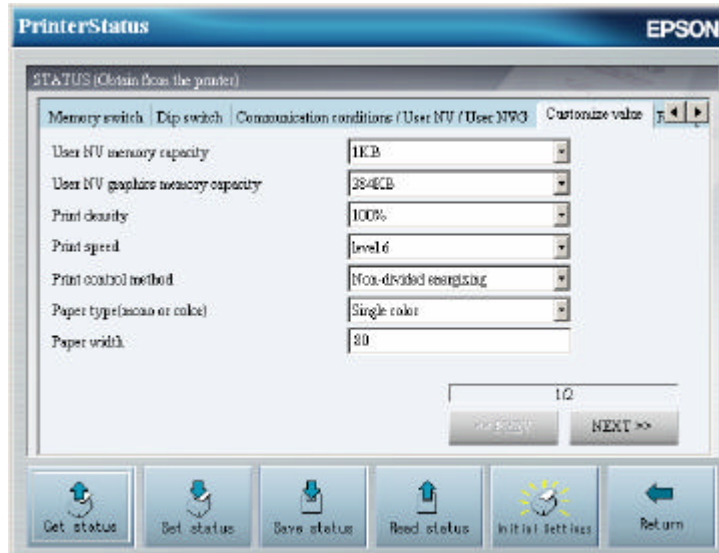 PrinterStatus EPSON
STATUS (Obtain from the printer)
Memory switch Dip switch Communication conditions / User NV / User NVG Customize value
User NV memory capacity 1KB
User NV graphics memory capacity 384KB
Print density 100%
Print speed level 6
Print control method Non-divided energizing
Paper type(mono or color) Single color
Paper width 80
1/2
NEXT >>
Get status Set status Save status Read status Initial Settings Return